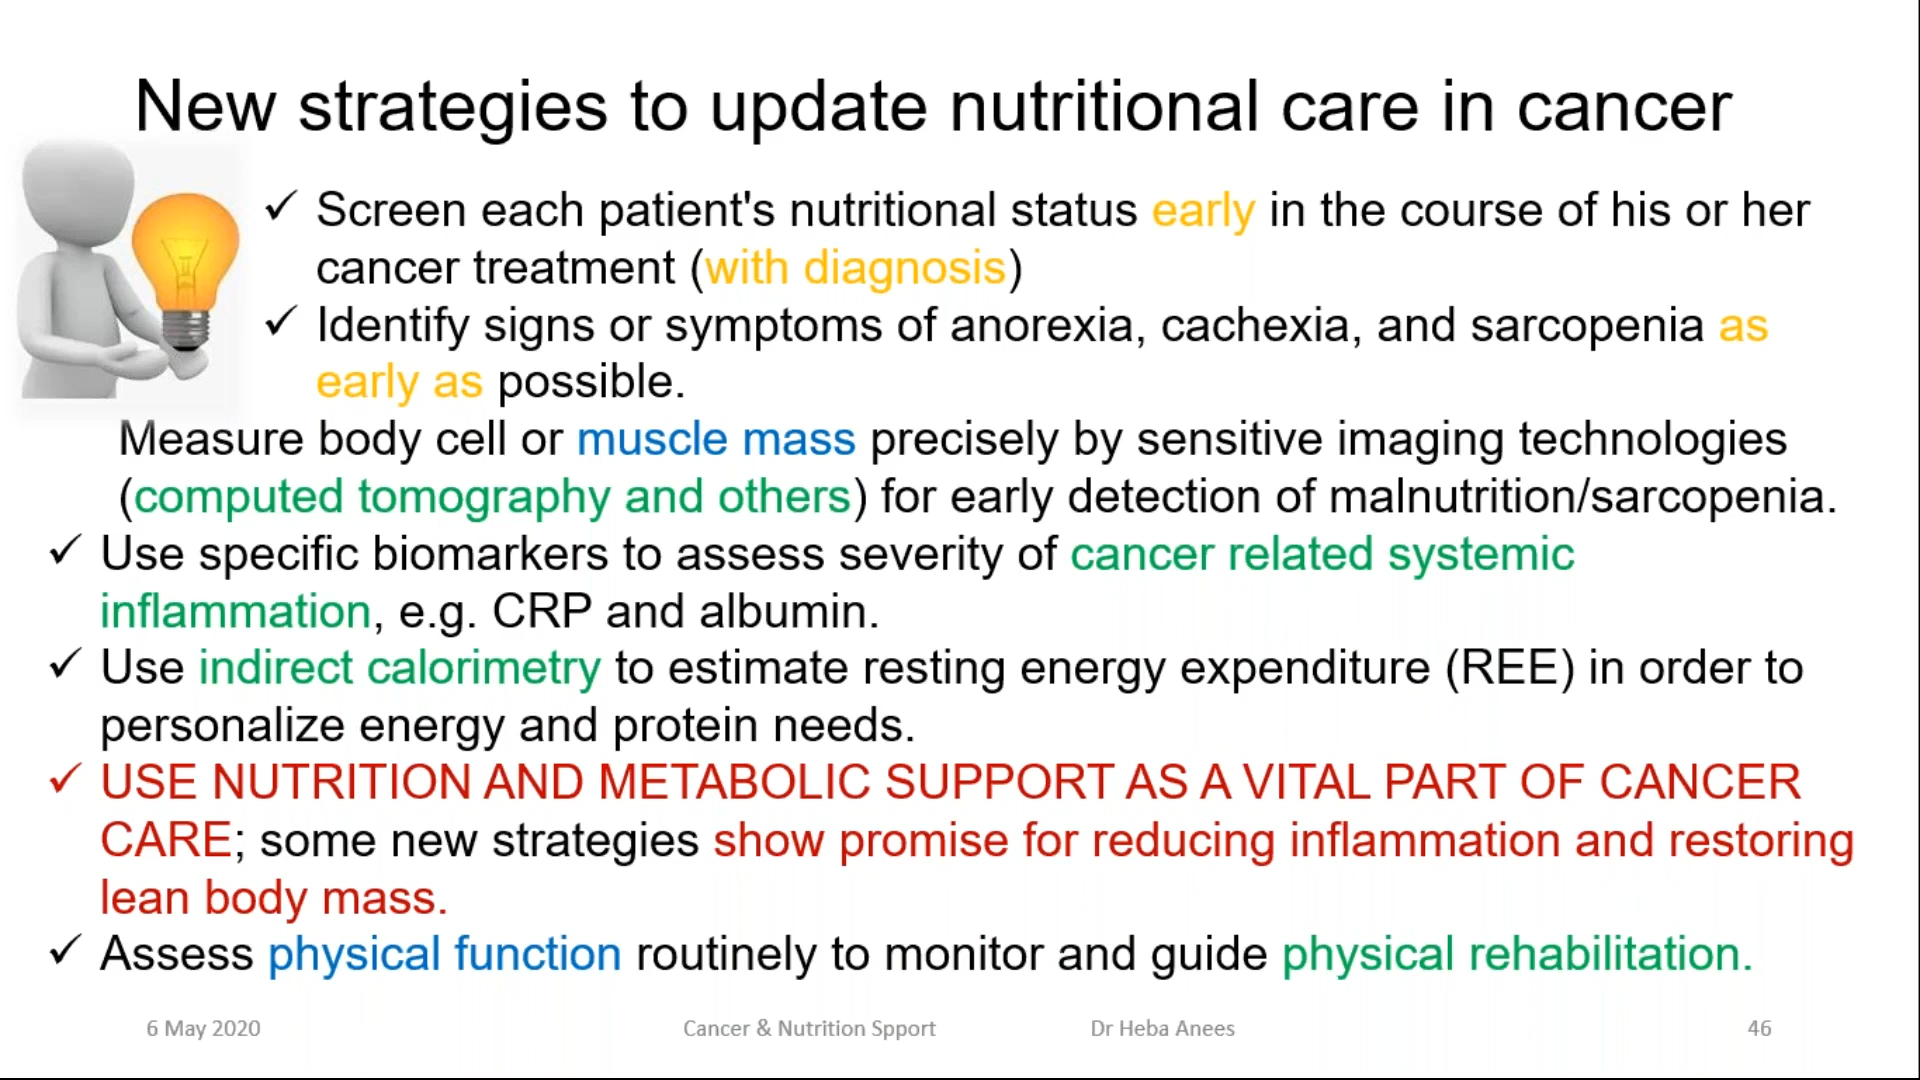 New strategies to update nutritional care in cancer
✓ Screen each patient's nutritional status early in the course of his or her
cancer treatment (with diagnosis)
✓ Identify signs or symptoms of anorexia, cachexia, and sarcopenia as
early as possible.
Measure body cell or muscle mass precisely by sensitive imaging technologies
(computed tomography and others) for early detection of malnutrition/sarcopenia.
✓ Use specific biomarkers to assess severity of cancer related systemic
inflammation, e.g. CRP and albumin.
✓ Use indirect calorimetry to estimate resting energy expenditure (REE) in order to
personalize energy and protein needs.
✓ USE NUTRITION AND METABOLIC SUPPORT AS A VITAL PART OF CANCER
CARE; some new strategies show promise for reducing inflammation and restoring
lean body mass.
✓ Assess physical function routinely to monitor and guide physical rehabilitation.
6 May 2020 Cancer & Nutrition Spport Dr Heba Anees 46